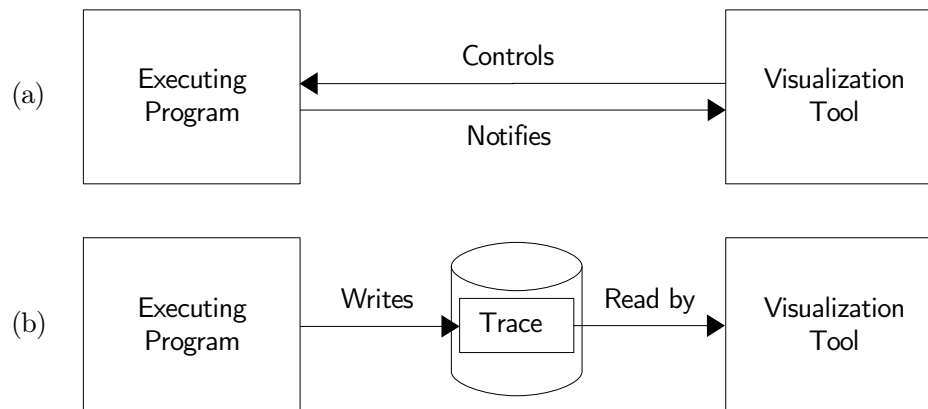 (a)
Executing
Program
Controls
Notifies
Visualization
Tool
(b)
Executing
Program
Writes
Trace
Read by
Visualization
Tool